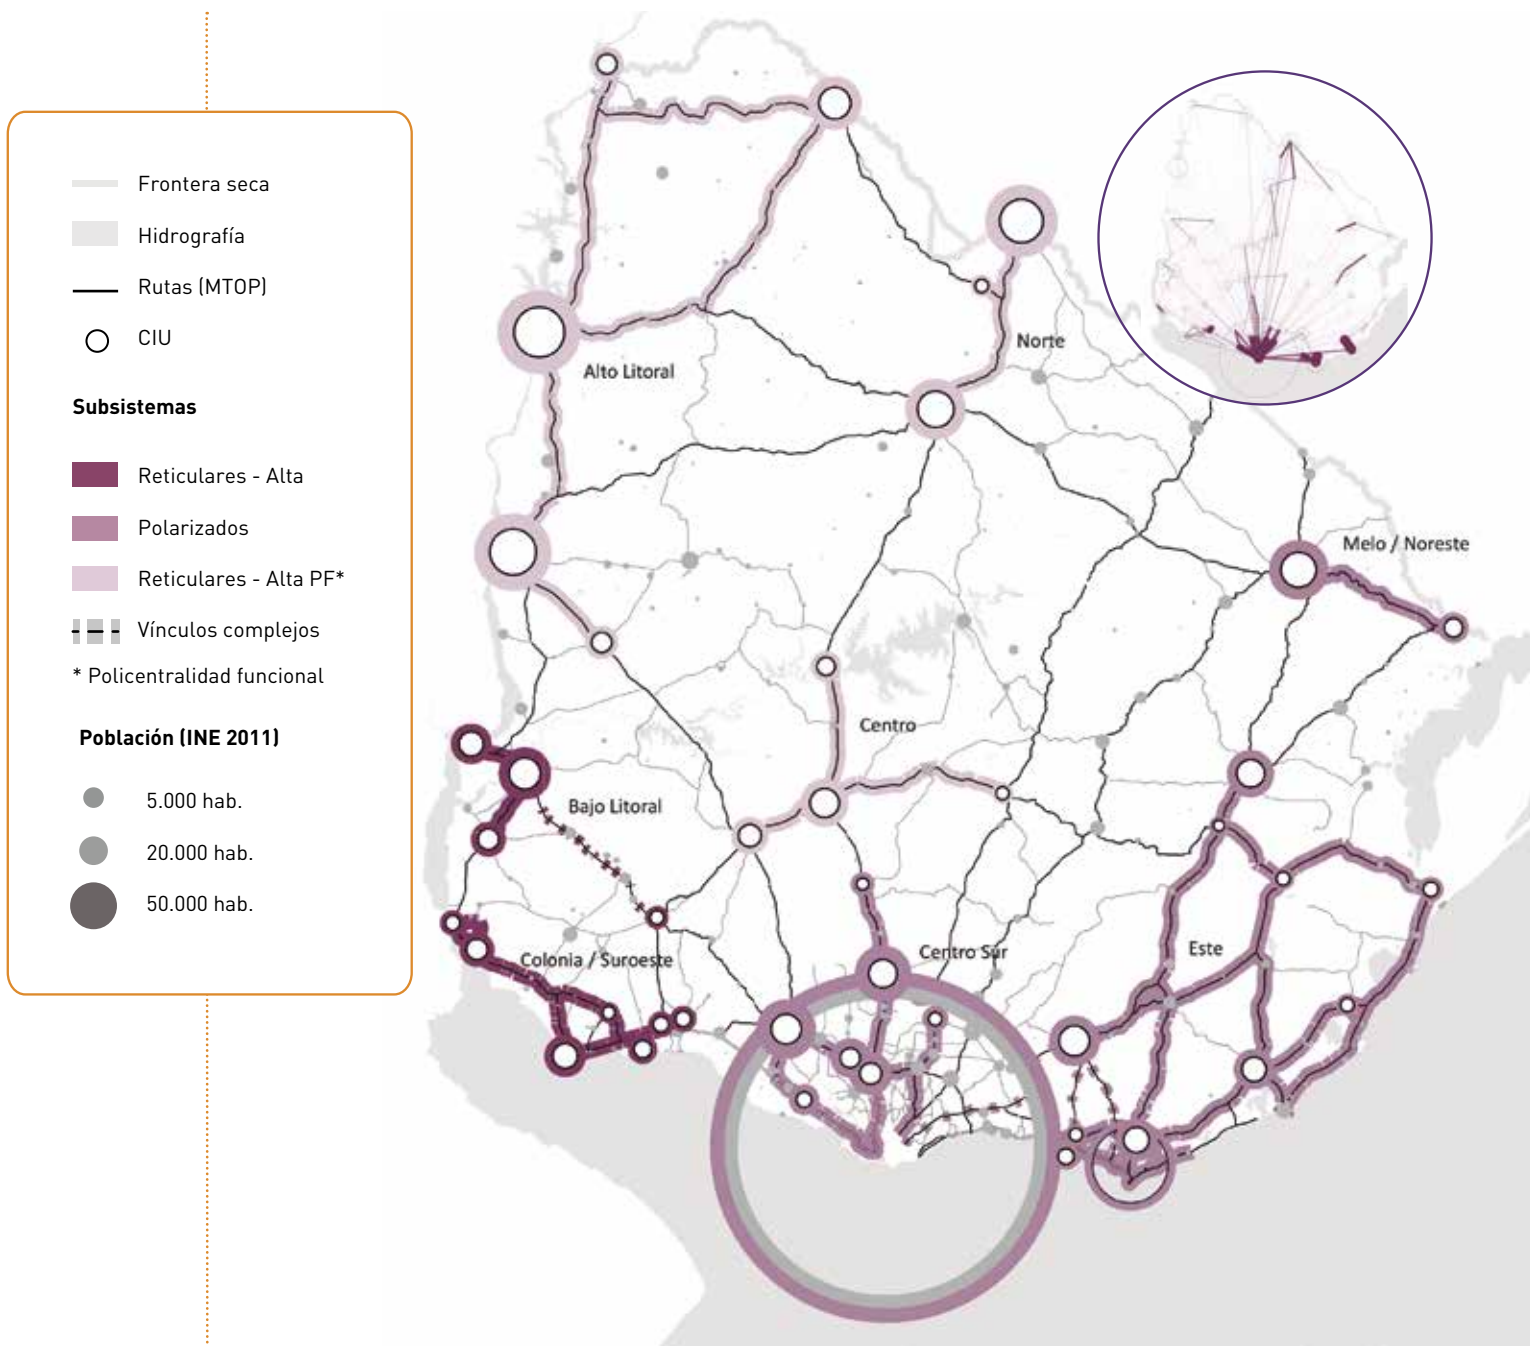 Frontera seca
Hidrografía
Rutas (MTOP)
CIU
Subsistemas
Reticulares - Alta
Polarizados
Reticulares - Alta PF*
Vínculos complejos
* Policentralidad funcional
Población (INE 2011)
5.000 hab.
20.000 hab.
50.000 hab.
Norte
Alto Litoral
Melo / Noreste
Centro
Bajo Litoral
Este
Centro Sur
Colonia / Suroeste